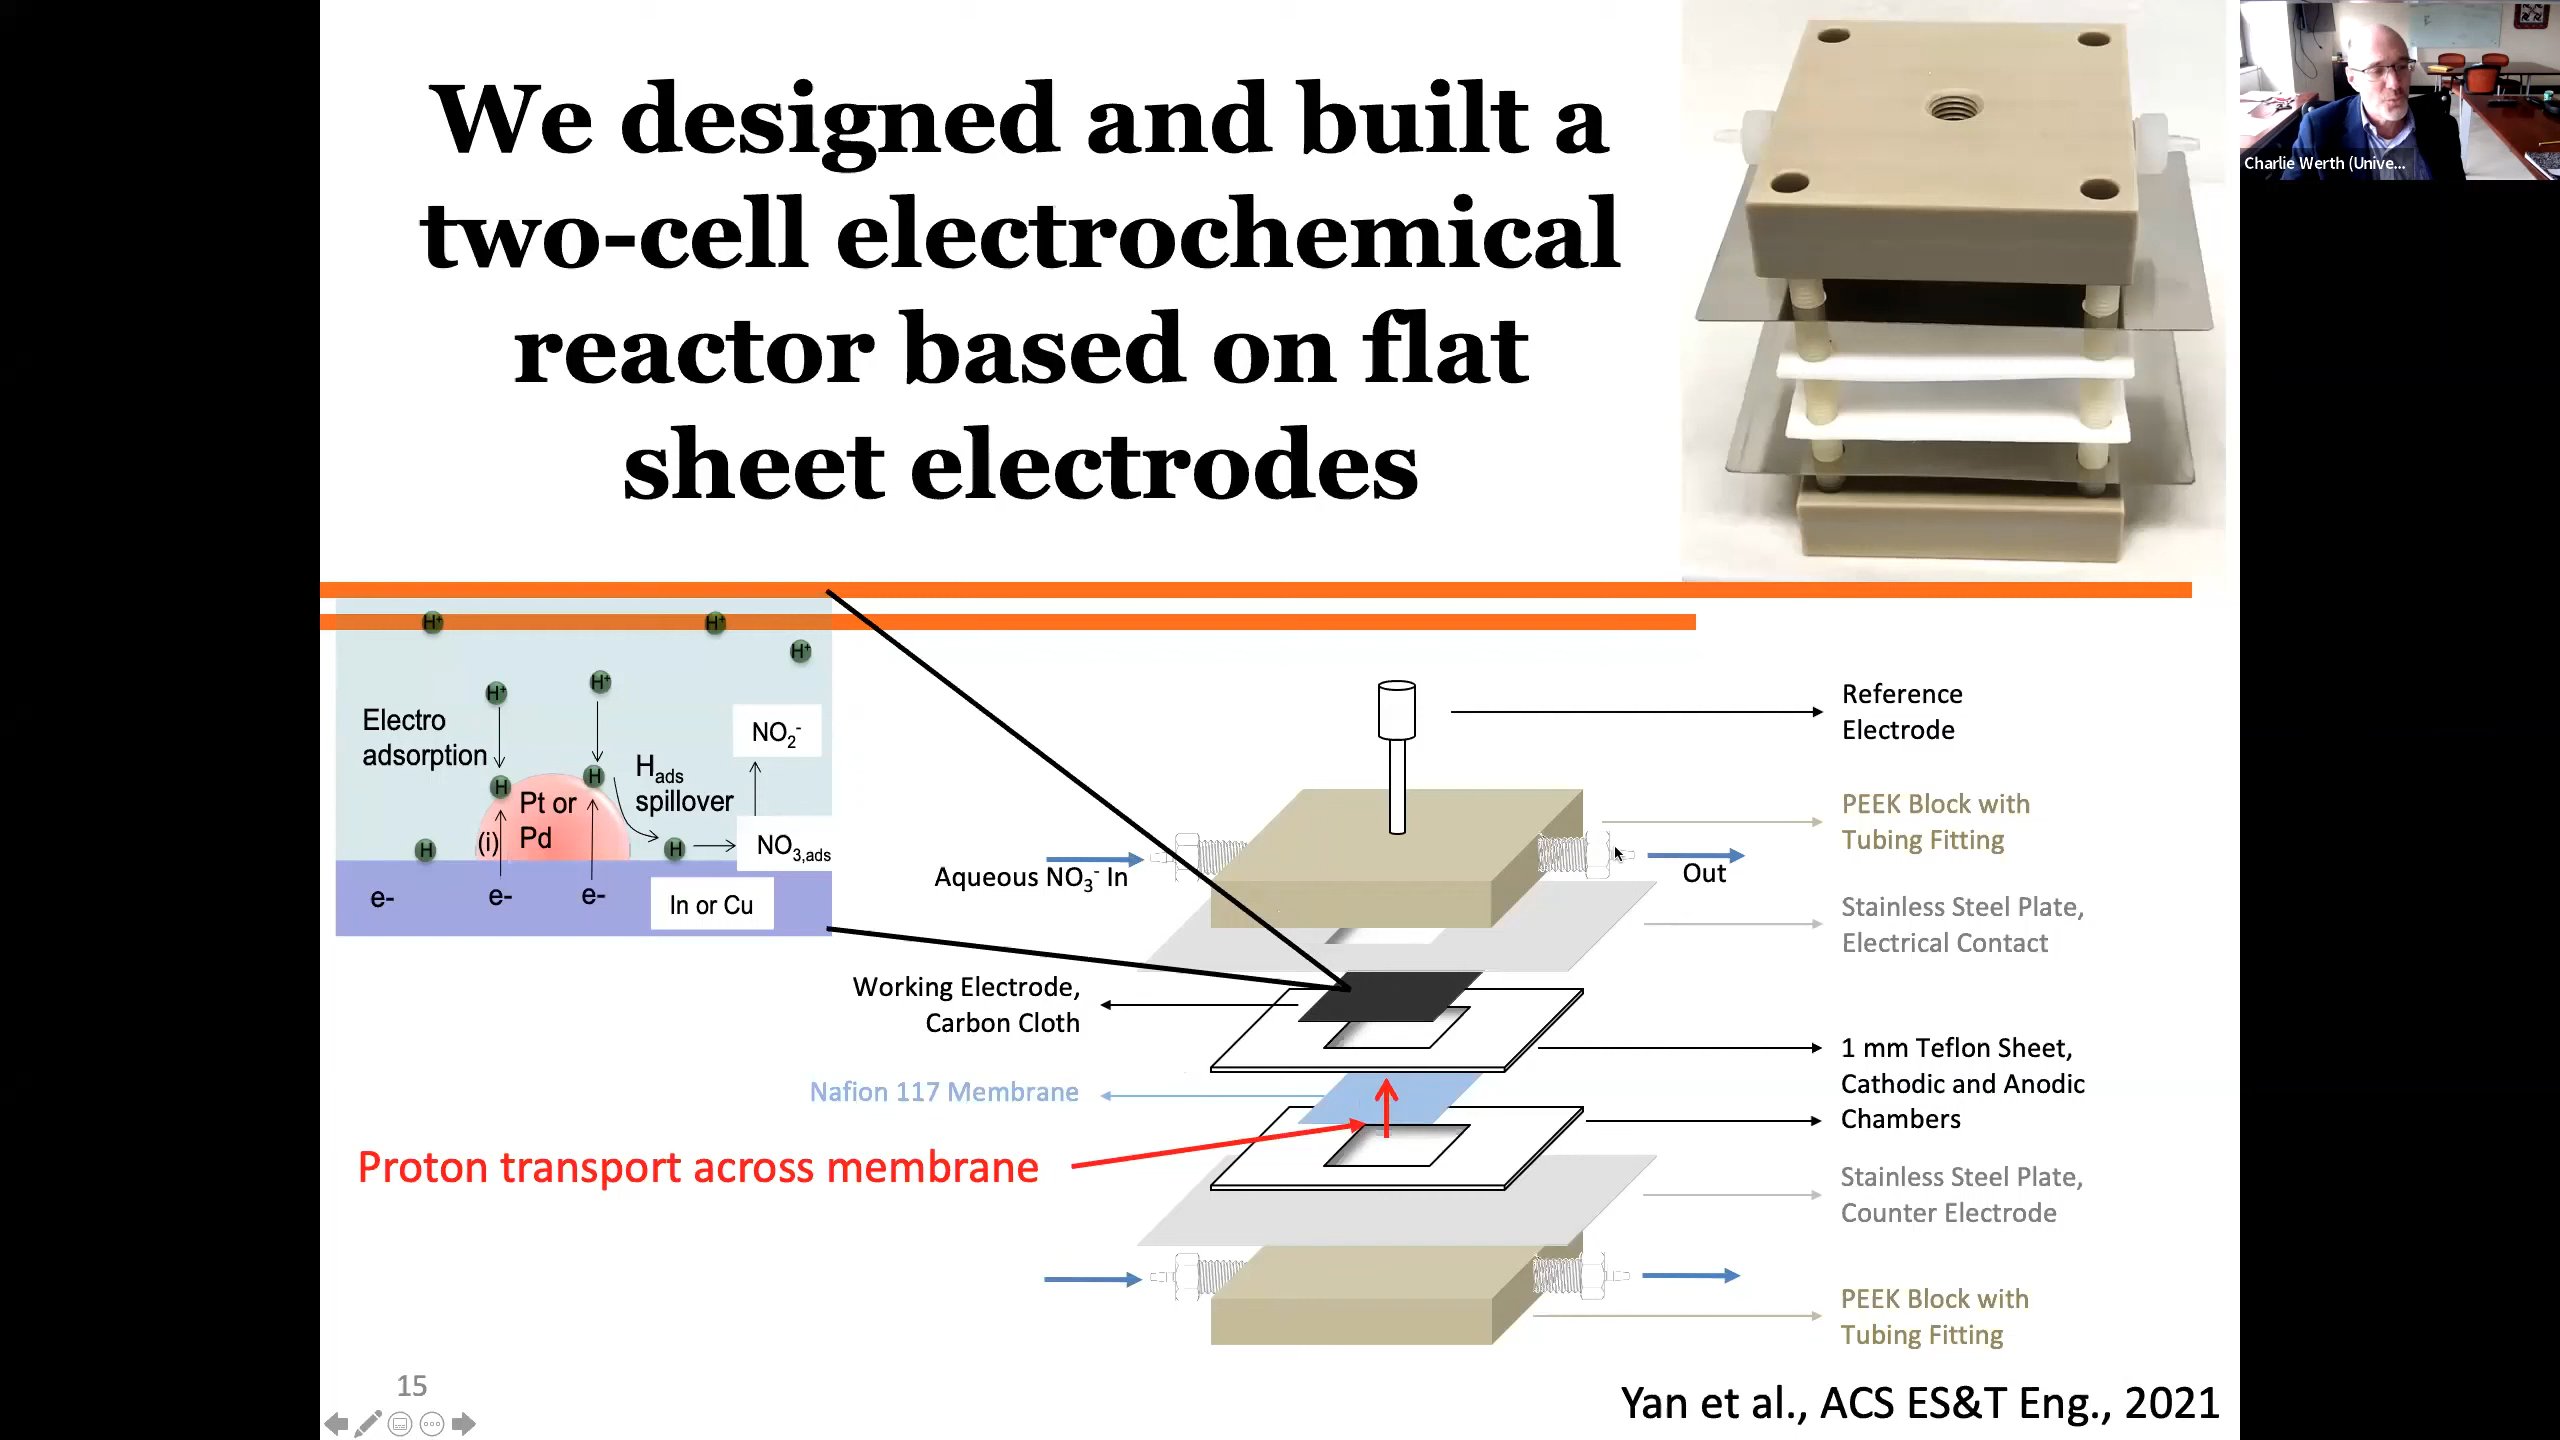 We designed and built a
two-cell electrochemical
reactor based on flat
sheet electrodes
Charlie Werth (Unive...
H⁺
H⁺
H⁺
H⁺
H⁺
Electro
adsorption
H
H
H_ads
spillover
NO₂⁻
Pt or
Pd
(i)
H
H
NO₃,ads
e-
e-
e-
In or Cu
Reference
Electrode
PEEK Block with
Tubing Fitting
Aqueous NO₃⁻ In
Out
Stainless Steel Plate,
Electrical Contact
Working Electrode,
Carbon Cloth
1 mm Teflon Sheet,
Cathodic and Anodic
Chambers
Nafion 117 Membrane
Proton transport across membrane
Stainless Steel Plate,
Counter Electrode
PEEK Block with
Tubing Fitting
15
Yan et al., ACS ES&T Eng., 2021